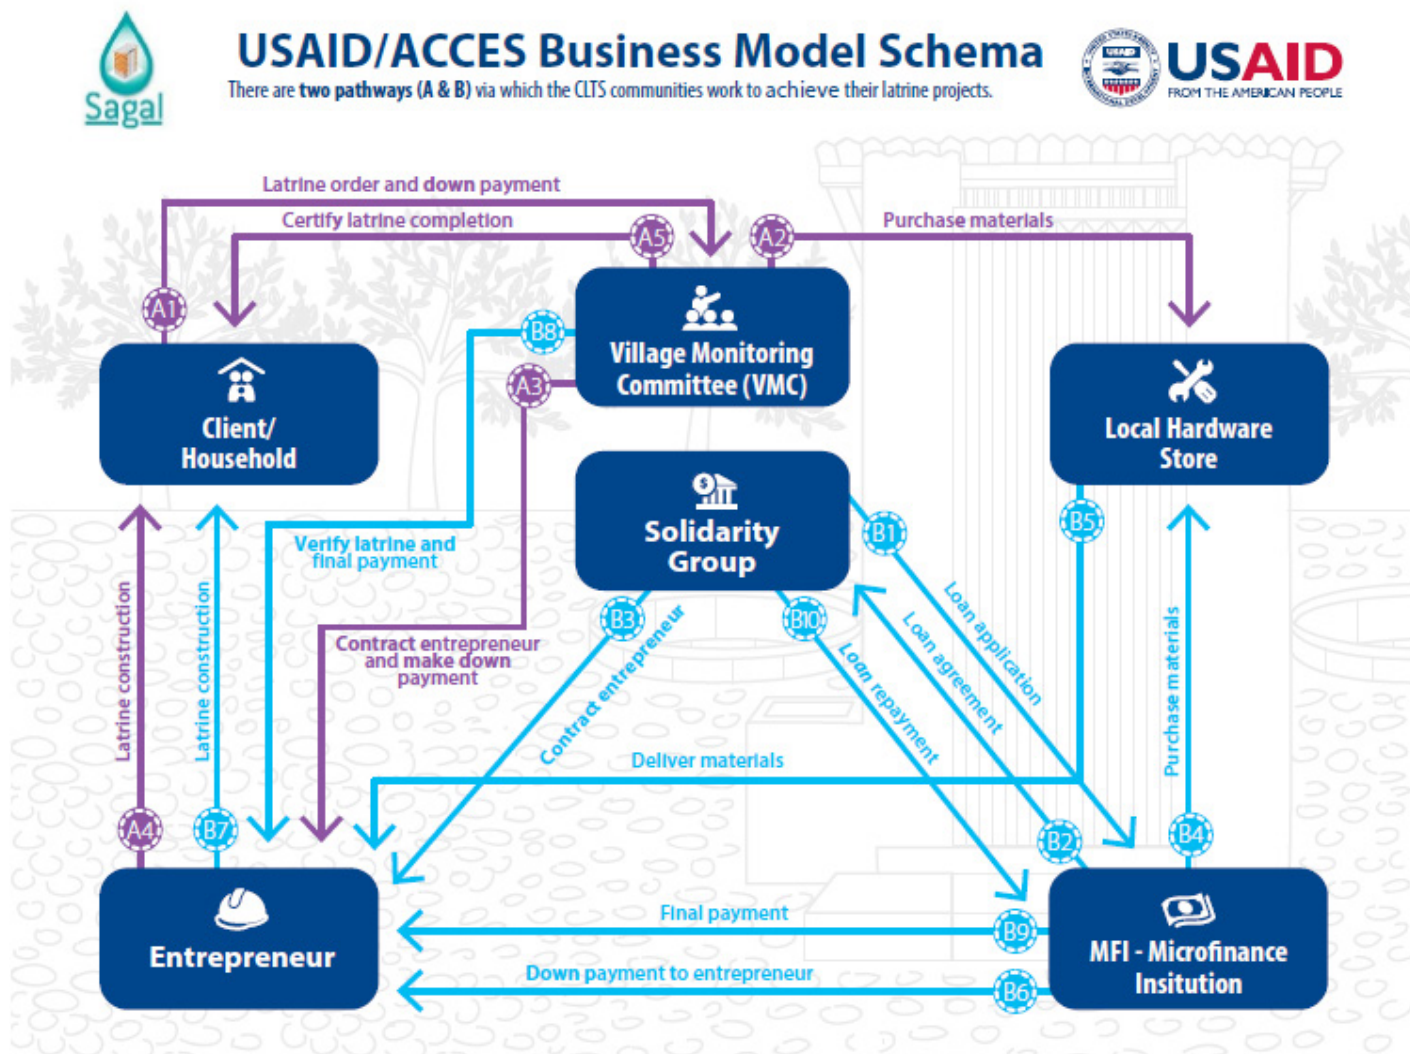 USAID/ACCES Business Model Schema
There are two pathways (A & B) via which the CLTS communities work to achieve their latrine projects.
Sagal
USAID
USAID
FROM THE AMERICAN PEOPLE
Latrine order and down payment
Certify latrine completion
A5
A2
Purchase materials
A1
B8
A3
Village Monitoring
Committee (VMC)
Client/
Household
Local Hardware
Store
Solidarity
Group
B1
B5
Verify latrine and
final payment
B3
B10
Contract entrepreneur
and make down
payment
Latrine construction
Latrine construction
Contract entrepreneur
Loan repayment
Loan agreement
Loan application
Purchase materials
Deliver materials
A4
B7
B2
B4
Entrepreneur
Final payment
B9
Down payment to entrepreneur
B6
MFI - Microfinance
Insitution